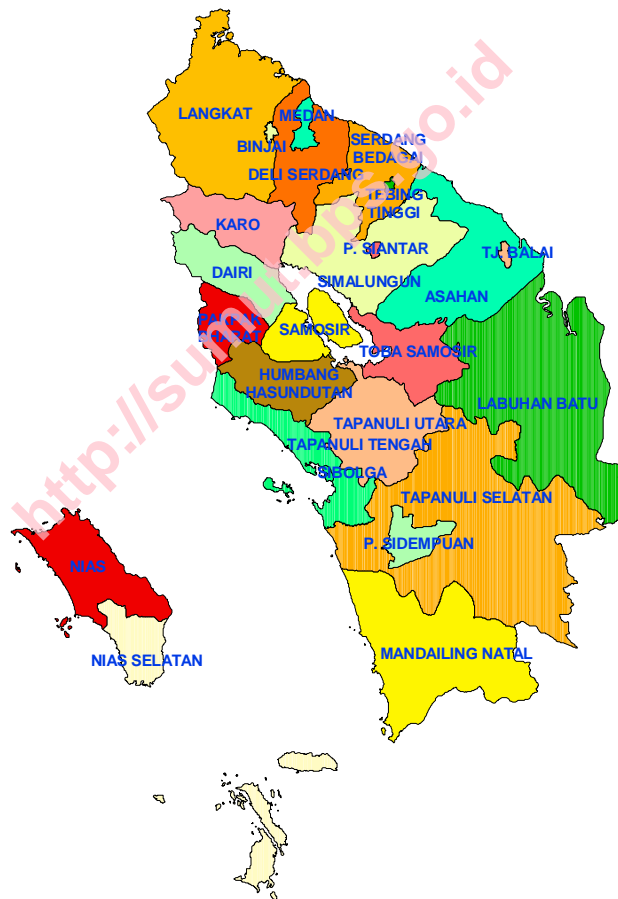 LANGKAT
MEDAN
BINJAI
SERDANG
BEDAGAI
DELI SERDANG
TEBING
TINGGI
KARO
P. SIANTAR
TJ. BALAI
DAIRI
SIMALUNGUN
ASAHAN
PAKPAK
BHARAT
SAMOSIR
TOBA SAMOSIR
HUMBANG
HASUNDUTAN
LABUHAN BATU
TAPANULI UTARA
TAPANULI TENGAH
SIBOLGA
TAPANULI SELATAN
P. SIDEMPUAN
NIAS
NIAS SELATAN
MANDAILING NATAL
http://sumut.bps.go.id